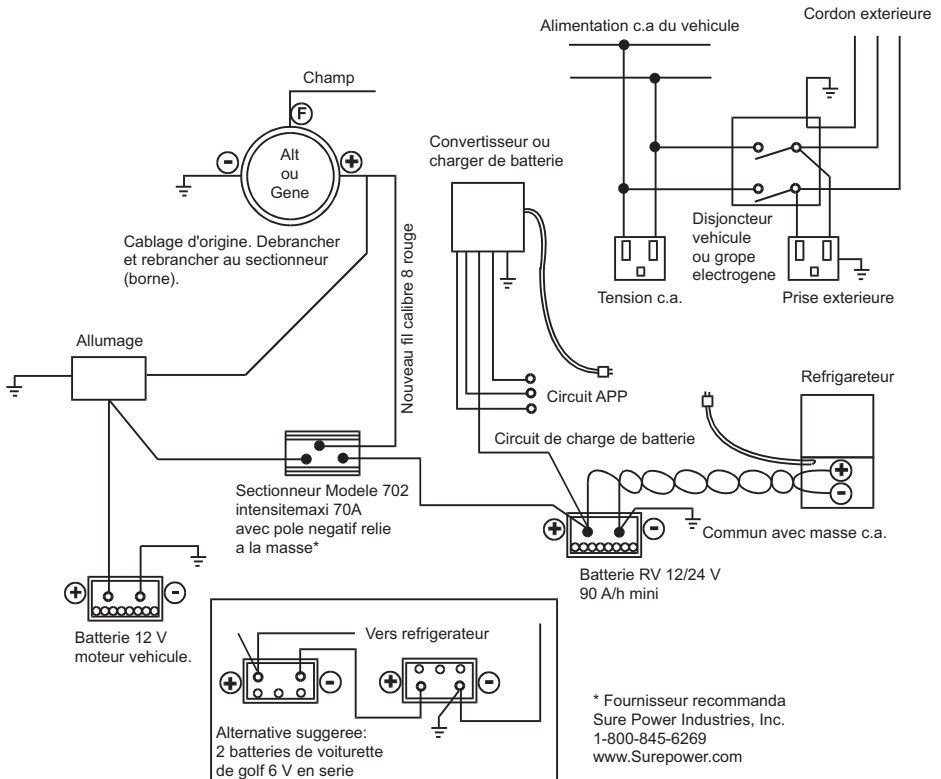 Alimentation c.a du vehicule
Cordon exterieure
Champ
F
-
+
Alt
ou
Gene
Convertisseur ou
charger de batterie
Cablage d'origine. Debrancher
et rebrancher au sectionneur
(borne).
Disjoncteur
vehicule
ou grope
electrogene
Tension c.a.
Prise exterieure
Nouveau fil calibre 8 rouge
Allumage
Circuit APP
Refrigareteur
Circuit de charge de batterie
+
-
Sectionneur Modele 702
intensitemaxi 70A
avec pole negatif relie
a la masse*
+
-
Commun avec masse c.a.
Batterie RV 12/24 V
90 A/h mini
+
-
Batterie 12 V
moteur vehicule.
Vers refrigerateur
+
-
+
-
Alternative suggeree:
2 batteries de voiturette
de golf 6 V en serie
* Fournisseur recommanda
Sure Power Industries, Inc.
1-800-845-6269
www.Surepower.com